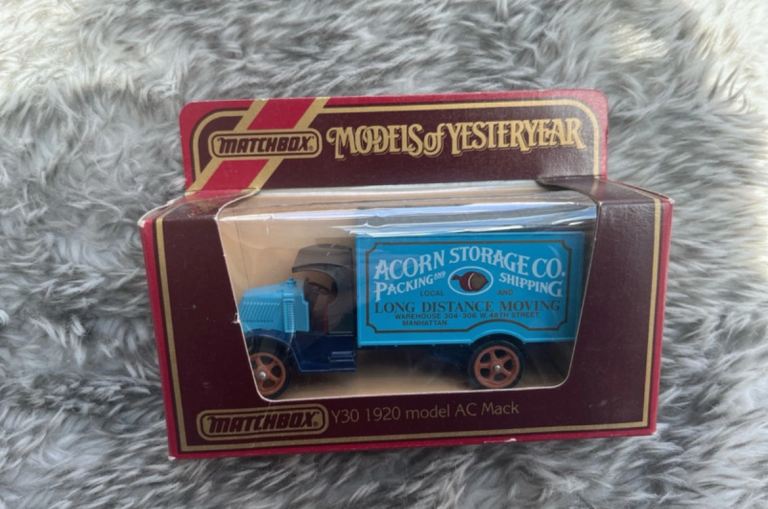 MATCHBOX
MODELS of YESTERYEAR
ACORN STORAGE CO.
PACKING AND SHIPPING
LOCAL AND
LONG DISTANCE MOVING
WAREHOUSE 304-306 W. 48TH STREET,
MANHATTAN
MATCHBOX Y30 1920 model AC Mack